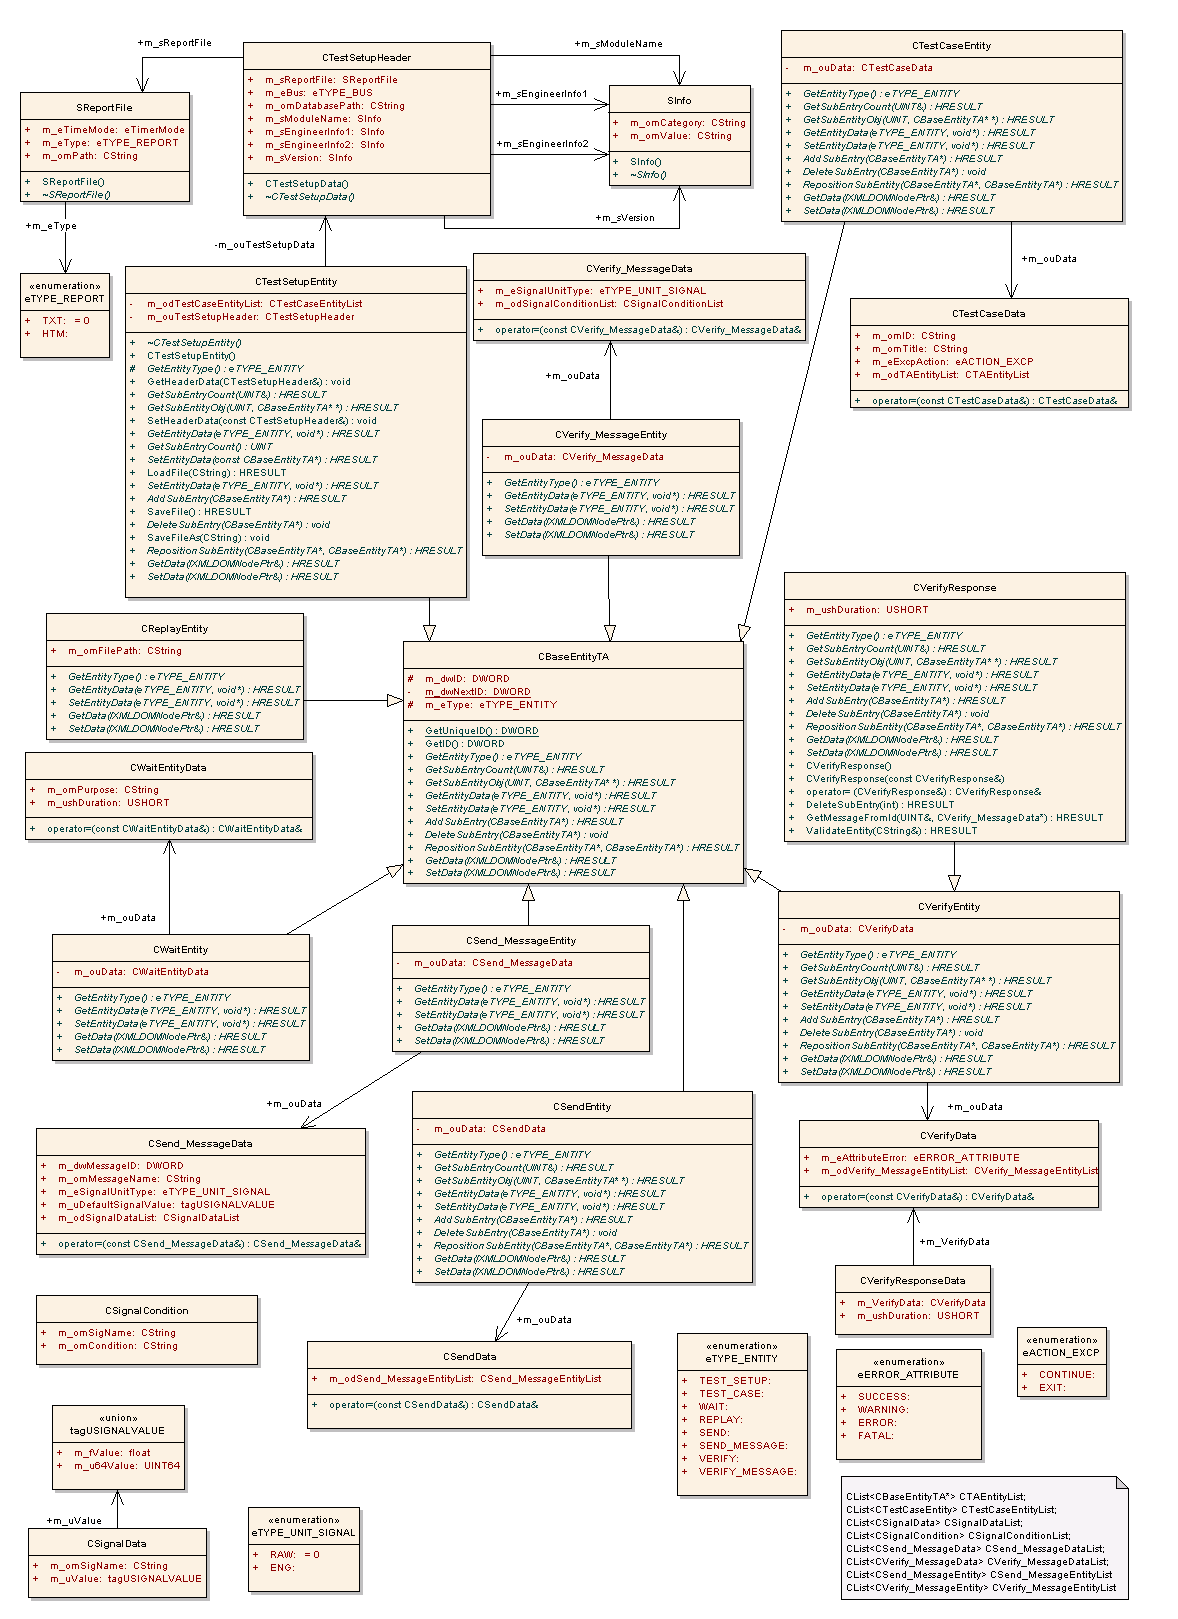 +m_sReportFile
CTestSetupHeader
+ m_sReportFile: SReportFile
+ m_eBus: eTYPE_BUS
+ m_omDatabasePath: CString
+ m_sModuleName: SInfo
+ m_sEngineerInfo1: SInfo
+ m_sEngineerInfo2: SInfo
+ m_sVersion: SInfo
+ CTestSetupData()
+ ~CTestSetupData()
+m_sModuleName
+m_sEngineerInfo1
+m_sEngineerInfo2
+m_sVersion
SInfo
+ m_omCategory: CString
+ m_omValue: CString
+ SInfo()
+ ~SInfo()
CTestCaseEntity
- m_ouData: CTestCaseData
+ GetEntityType() : eTYPE_ENTITY
+ GetSubEntryCount(UINT&) : HRESULT
+ GetSubEntityObj(UINT, CBaseEntityTA* *) : HRESULT
+ GetEntityData(eTYPE_ENTITY, void*) : HRESULT
+ SetEntityData(eTYPE_ENTITY, void*) : HRESULT
+ AddSubEntry(CBaseEntityTA*) : HRESULT
+ DeleteSubEntry(CBaseEntityTA*) : void
+ RepositionSubEntity(CBaseEntityTA*, CBaseEntityTA*) : HRESULT
+ GetData(IXMLDOMNodePtr&) : HRESULT
+ SetData(IXMLDOMNodePtr&) : HRESULT
SReportFile
+ m_eTimeMode: eTimerMode
+ m_eType: eTYPE_REPORT
+ m_omPath: CString
+ SReportFile()
+ ~SReportFile()
+m_eType
«enumeration»
eTYPE_REPORT
+ TXT: = 0
+ HTM:
-m_ouTestSetupData
CTestSetupEntity
- m_odTestCaseEntityList: CTestCaseEntityList
- m_ouTestSetupHeader: CTestSetupHeader
+ ~CTestSetupEntity()
+ CTestSetupEntity()
# GetEntityType() : eTYPE_ENTITY
+ GetHeaderData(CTestSetupHeader&) : void
+ GetSubEntryCount(UINT&) : HRESULT
+ GetSubEntityObj(UINT, CBaseEntityTA* *) : HRESULT
+ SetHeaderData(const CTestSetupHeader&) : void
+ GetEntityData(eTYPE_ENTITY, void*) : HRESULT
+ GetSubEntryCount() : UINT
+ SetEntityData(const CBaseEntityTA*) : HRESULT
+ LoadFile(CString) : HRESULT
+ SetEntityData(eTYPE_ENTITY, void*) : HRESULT
+ AddSubEntry(CBaseEntityTA*) : HRESULT
+ SaveFile() : HRESULT
+ DeleteSubEntry(CBaseEntityTA*) : void
+ SaveFileAs(CString) : void
+ RepositionSubEntity(CBaseEntityTA*, CBaseEntityTA*) : HRESULT
+ GetData(IXMLDOMNodePtr&) : HRESULT
+ SetData(IXMLDOMNodePtr&) : HRESULT
CVerify_MessageData
+ m_eSignalUnitType: eTYPE_UNIT_SIGNAL
+ m_odSignalConditionList: CSignalConditionList
+ operator=(const CVerify_MessageData&) : CVerify_MessageData&
+m_ouData
CVerify_MessageEntity
- m_ouData: CVerify_MessageData
+ GetEntityType() : eTYPE_ENTITY
+ GetEntityData(eTYPE_ENTITY, void*) : HRESULT
+ SetEntityData(eTYPE_ENTITY, void*) : HRESULT
+ GetData(IXMLDOMNodePtr&) : HRESULT
+ SetData(IXMLDOMNodePtr&) : HRESULT
+m_ouData
CTestCaseData
+ m_omID: CString
+ m_omTitle: CString
+ m_eExcpAction: eACTION_EXCP
+ m_odTAEntityList: CTAEntityList
+ operator=(const CTestCaseData&) : CTestCaseData&
CReplayEntity
+ m_omFilePath: CString
+ GetEntityType() : eTYPE_ENTITY
+ GetEntityData(eTYPE_ENTITY, void*) : HRESULT
+ SetEntityData(eTYPE_ENTITY, void*) : HRESULT
+ GetData(IXMLDOMNodePtr&) : HRESULT
+ SetData(IXMLDOMNodePtr&) : HRESULT
CBaseEntityTA
# m_dwID: DWORD
- m_dwNextID: DWORD
# m_eType: eTYPE_ENTITY
+ GetUniqueID() : DWORD
+ GetID() : DWORD
+ GetEntityType() : eTYPE_ENTITY
+ GetSubEntryCount(UINT&) : HRESULT
+ GetSubEntityObj(UINT, CBaseEntityTA* *) : HRESULT
+ GetEntityData(eTYPE_ENTITY, void*) : HRESULT
+ SetEntityData(eTYPE_ENTITY, void*) : HRESULT
+ AddSubEntry(CBaseEntityTA*) : HRESULT
+ DeleteSubEntry(CBaseEntityTA*) : void
+ RepositionSubEntity(CBaseEntityTA*, CBaseEntityTA*) : HRESULT
+ GetData(IXMLDOMNodePtr&) : HRESULT
+ SetData(IXMLDOMNodePtr&) : HRESULT
CVerifyResponse
+ m_ushDuration: USHORT
+ GetEntityType() : eTYPE_ENTITY
+ GetSubEntryCount(UINT&) : HRESULT
+ GetSubEntityObj(UINT, CBaseEntityTA* *) : HRESULT
+ GetEntityData(eTYPE_ENTITY, void*) : HRESULT
+ SetEntityData(eTYPE_ENTITY, void*) : HRESULT
+ AddSubEntry(CBaseEntityTA*) : HRESULT
+ DeleteSubEntry(CBaseEntityTA*) : void
+ RepositionSubEntity(CBaseEntityTA*, CBaseEntityTA*) : HRESULT
+ GetData(IXMLDOMNodePtr&) : HRESULT
+ SetData(IXMLDOMNodePtr&) : HRESULT
+ CVerifyResponse()
+ CVerifyResponse(const CVerifyResponse&)
+ operator= (CVerifyResponse&) : CVerifyResponse&
+ DeleteSubEntry(int) : HRESULT
+ GetMessageFromId(UINT&, CVerify_MessageData*) : HRESULT
+ ValidateEntity(CString&) : HRESULT
CWaitEntityData
+ m_omPurpose: CString
+ m_ushDuration: USHORT
+ operator=(const CWaitEntityData&) : CWaitEntityData&
+m_ouData
CWaitEntity
- m_ouData: CWaitEntityData
+ GetEntityType() : eTYPE_ENTITY
+ GetEntityData(eTYPE_ENTITY, void*) : HRESULT
+ SetEntityData(eTYPE_ENTITY, void*) : HRESULT
+ GetData(IXMLDOMNodePtr&) : HRESULT
+ SetData(IXMLDOMNodePtr&) : HRESULT
CSend_MessageEntity
- m_ouData: CSend_MessageData
+ GetEntityType() : eTYPE_ENTITY
+ GetEntityData(eTYPE_ENTITY, void*) : HRESULT
+ SetEntityData(eTYPE_ENTITY, void*) : HRESULT
+ GetData(IXMLDOMNodePtr&) : HRESULT
+ SetData(IXMLDOMNodePtr&) : HRESULT
CVerifyEntity
- m_ouData: CVerifyData
+ GetEntityType() : eTYPE_ENTITY
+ GetSubEntryCount(UINT&) : HRESULT
+ GetSubEntityObj(UINT, CBaseEntityTA* *) : HRESULT
+ GetEntityData(eTYPE_ENTITY, void*) : HRESULT
+ SetEntityData(eTYPE_ENTITY, void*) : HRESULT
+ AddSubEntry(CBaseEntityTA*) : HRESULT
+ DeleteSubEntry(CBaseEntityTA*) : void
+ RepositionSubEntity(CBaseEntityTA*, CBaseEntityTA*) : HRESULT
+ GetData(IXMLDOMNodePtr&) : HRESULT
+ SetData(IXMLDOMNodePtr&) : HRESULT
+m_ouData
CSend_MessageData
+ m_dwMessageID: DWORD
+ m_omMessageName: CString
+ m_eSignalUnitType: eTYPE_UNIT_SIGNAL
+ m_uDefaultSignalValue: tagUSIGNALVALUE
+ m_odSignalDataList: CSignalDataList
+ operator=(const CSend_MessageData&) : CSend_MessageData&
CSendEntity
- m_ouData: CSendData
+ GetEntityType() : eTYPE_ENTITY
+ GetSubEntryCount(UINT&) : HRESULT
+ GetSubEntityObj(UINT, CBaseEntityTA* *) : HRESULT
+ GetEntityData(eTYPE_ENTITY, void*) : HRESULT
+ SetEntityData(eTYPE_ENTITY, void*) : HRESULT
+ AddSubEntry(CBaseEntityTA*) : HRESULT
+ DeleteSubEntry(CBaseEntityTA*) : void
+ RepositionSubEntity(CBaseEntityTA*, CBaseEntityTA*) : HRESULT
+ GetData(IXMLDOMNodePtr&) : HRESULT
+ SetData(IXMLDOMNodePtr&) : HRESULT
+m_ouData
CVerifyData
+ m_eAttributeError: eERROR_ATTRIBUTE
+ m_odVerify_MessageEntityList: CVerify_MessageEntityList
+ operator=(const CVerifyData&) : CVerifyData&
+m_VerifyData
CVerifyResponseData
+ m_VerifyData: CVerifyData
+ m_ushDuration: USHORT
CSignalCondition
+ m_omSigName: CString
+ m_omCondition: CString
+m_ouData
CSendData
+ m_odSend_MessageEntityList: CSend_MessageEntityList
+ operator=(const CSendData&) : CSendData&
«enumeration»
eTYPE_ENTITY
+ TEST_SETUP:
+ TEST_CASE:
+ WAIT:
+ REPLAY:
+ SEND:
+ SEND_MESSAGE:
+ VERIFY:
+ VERIFY_MESSAGE:
«enumeration»
eERROR_ATTRIBUTE
+ SUCCESS:
+ WARNING:
+ ERROR:
+ FATAL:
«enumeration»
eACTION_EXCP
+ CONTINUE:
+ EXIT:
«union»
tagUSIGNALVALUE
+ m_fValue: float
+ m_u64Value: UINT64
+m_uValue
CSignalData
+ m_omSigName: CString
+ m_uValue: tagUSIGNALVALUE
«enumeration»
eTYPE_UNIT_SIGNAL
+ RAW: = 0
+ ENG:
CList<CBaseEntityTA*> CTAEntityList;
CList<CTestCaseEntity> CTestCaseEntityList;
CList<CSignalData> CSignalDataList;
CList<CSignalCondition> CSignalConditionList;
CList<CSend_MessageData> CSend_MessageDataList;
CList<CVerify_MessageData> CVerify_MessageDataList;
CList<CSend_MessageEntity> CSend_MessageEntityList
CList<CVerify_MessageEntity> CVerify_MessageEntityList